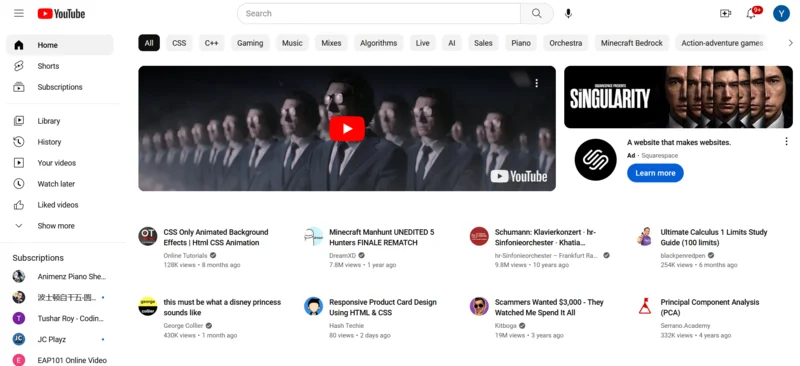 YouTube
Search
9+
Y
Home
Shorts
Subscriptions
Library
History
Your videos
Watch later
Liked videos
Show more
Subscriptions
Animenz Piano She...
波士頓自干五·圆...
Tushar Roy - Codin...
JC Playz
EAP101 Online Video
All
CSS
C++
Gaming
Music
Mixes
Algorithms
Live
AI
Sales
Piano
Orchestra
Minecraft Bedrock
Action-adventure games
YouTube
SQUARESPACE PRESENTS
SINGULARITY
A website that makes websites.
Ad · Squarespace
Learn more
CSS Only Animated Background
Effects | Html CSS Animation
Online Tutorials
128K views • 8 months ago
Minecraft Manhunt UNEDITED 5
Hunters FINALE REMATCH
DreamXD
7.8M views • 1 year ago
Schumann: Klavierkonzert ∙ hr-
Sinfonieorchester ∙ Khatia...
hr-Sinfonieorchester – Frankfurt Ra...
9.8M views • 10 years ago
Ultimate Calculus 1 Limits Study
Guide (100 limits)
blackpenredpen
254K views • 6 months ago
this must be what a disney princess
sounds like
George Collier
430K views • 1 month ago
Responsive Product Card Design
Using HTML & CSS
Hash Techie
80 views • 2 days ago
Scammers Wanted $3,000 - They
Watched Me Spend It All
Kitboga
19M views • 3 years ago
Principal Component Analysis
(PCA)
Serrano.Academy
332K views • 4 years ago
OT
george
collier
T
JC
E